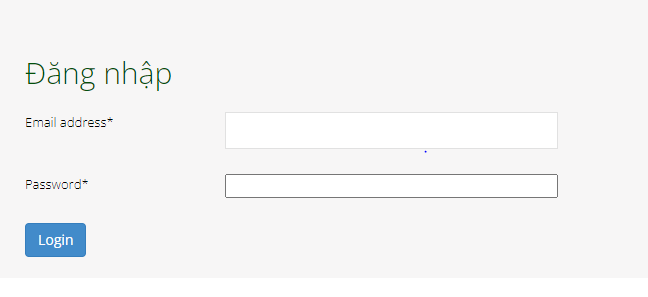 Đăng nhập
Email address*
Password*
Login